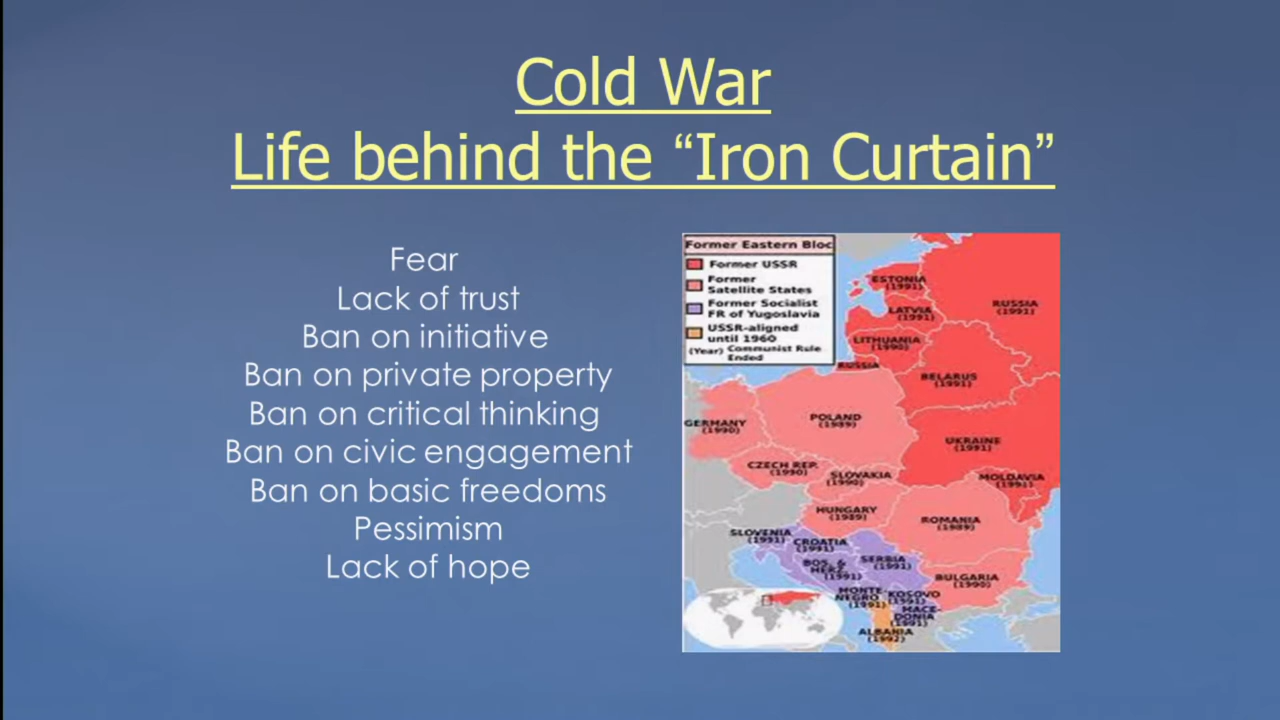 Cold War
Life behind the “Iron Curtain”
Fear
Lack of trust
Ban on initiative
Ban on private property
Ban on critical thinking
Ban on civic engagement
Ban on basic freedoms
Pessimism
Lack of hope
Former Eastern Bloc
Former USSR
Former
Satellite States
Former Socialist
FR of Yugoslavia
USSR-aligned
until 1960
(Year) Communist Rule
Ended
ESTONIA
(1991)
RUSSIA
(1991)
LATVIA
(1991)
LITHUANIA
(1990)
RUSSIA
BELARUS
(1991)
POLAND
(1989)
GERMANY
(1990)
UKRAINE
(1991)
CZECH REP.
(1990)
SLOVAKIA
(1990)
MOLDAVIA
(1991)
HUNGARY
(1989)
ROMANIA
(1989)
SLOVENIA
(1991)
CROATIA
(1991)
BOS. &
HERZ.
(1991)
SERBIA
(1991)
BULGARIA
(1990)
MONTE-
NEGRO
(1991)
KOSOVO
(1991)
MACE-
DONIA
(1991)
ALBANIA
(1992)